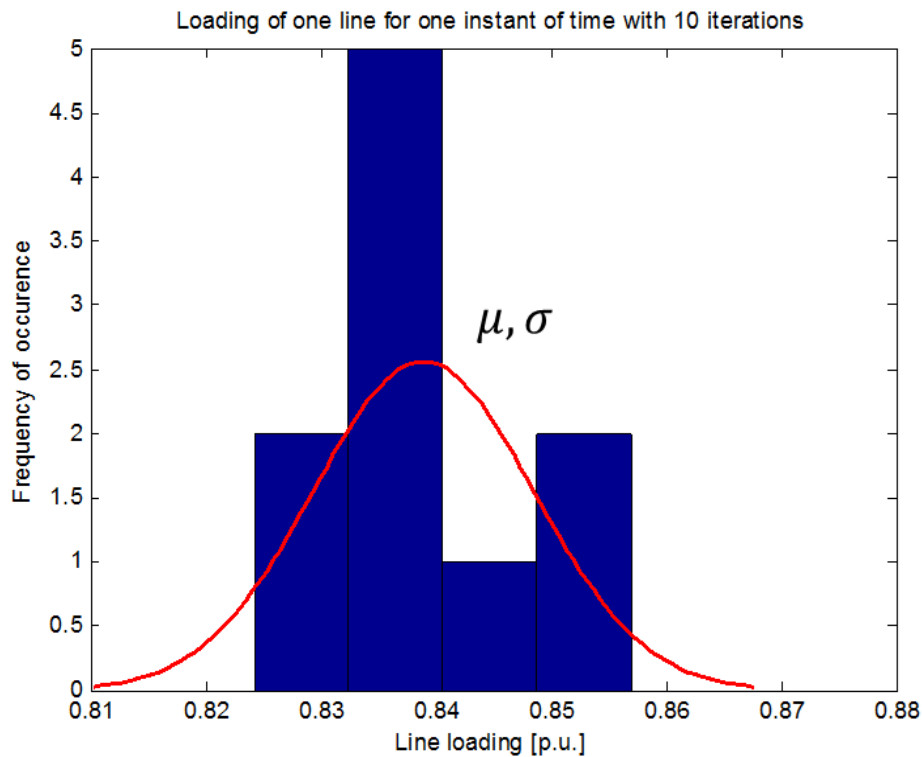 Loading of one line for one instant of time with 10 iterations
5
4.5
4
3.5
3
2.5
2
1.5
1
0.5
0
Frequency of occurence
μ, σ
0.81 0.82 0.83 0.84 0.85 0.86 0.87 0.88
Line loading [p.u.]